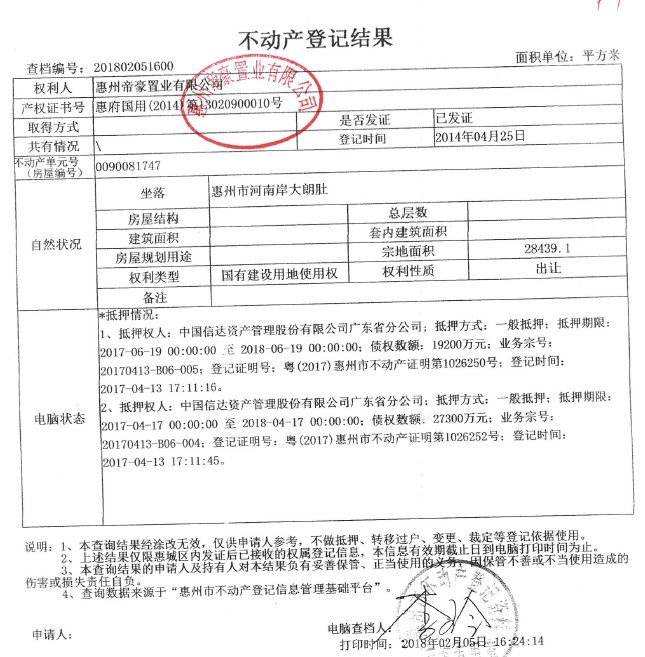 不动产登记结果
查档编号：201802051600
面积单位：平方米
权利人 惠州帝豪置业有限公司
产权证书号 惠府国用(2014)第13020900010号
取得方式 是否发证 已发证
共有情况 \ 登记时间 2014年04月25日
不动产单元号
（房屋编号） 0090081747
自然状况
坐落 惠州市河南岸大朗肚
房屋结构 总层数
建筑面积 套内建筑面积
房屋规划用途 宗地面积 28439.1
权利类型 国有建设用地使用权 权利性质 出让
备注
电脑状态
*抵押情况：
1、抵押权人：中国信达资产管理股份有限公司广东省分公司；抵押方式：一般抵押；抵押期限：
2017-06-19 00:00:00 至 2018-06-19 00:00:00；债权数额：19200万元；业务宗号：
20170413-B06-005；登记证明号：粤(2017)惠州市不动产证明第1026250号；登记时间：
2017-04-13 17:11:16。
2、抵押权人：中国信达资产管理股份有限公司广东省分公司；抵押方式：一般抵押；抵押期限：
2017-04-17 00:00:00 至 2018-04-17 00:00:00；债权数额：27300万元；业务宗号：
20170413-B06-004；登记证明号：粤(2017)惠州市不动产证明第1026252号；登记时间：
2017-04-13 17:11:45。
说明：1、本查询结果经涂改无效，仅供申请人参考，不做抵押、转移过户、变更、裁定等登记依据使用。
2、上述结果仅限惠城区内发证后已接收的权属登记信息，本信息有效期截止日到电脑打印时间为止。
3、本查询结果的申请人及持有人对本结果负有妥善保管、正当使用的义务，因保管不善或不当使用造成的
伤害或损失责任自负。
4、查询数据来源于“惠州市不动产登记信息管理基础平台”。
申请人：
电脑查档人：
打印时间：2018年02月05日 16:24:14
惠州帝豪置业有限公司
不动产登记资料